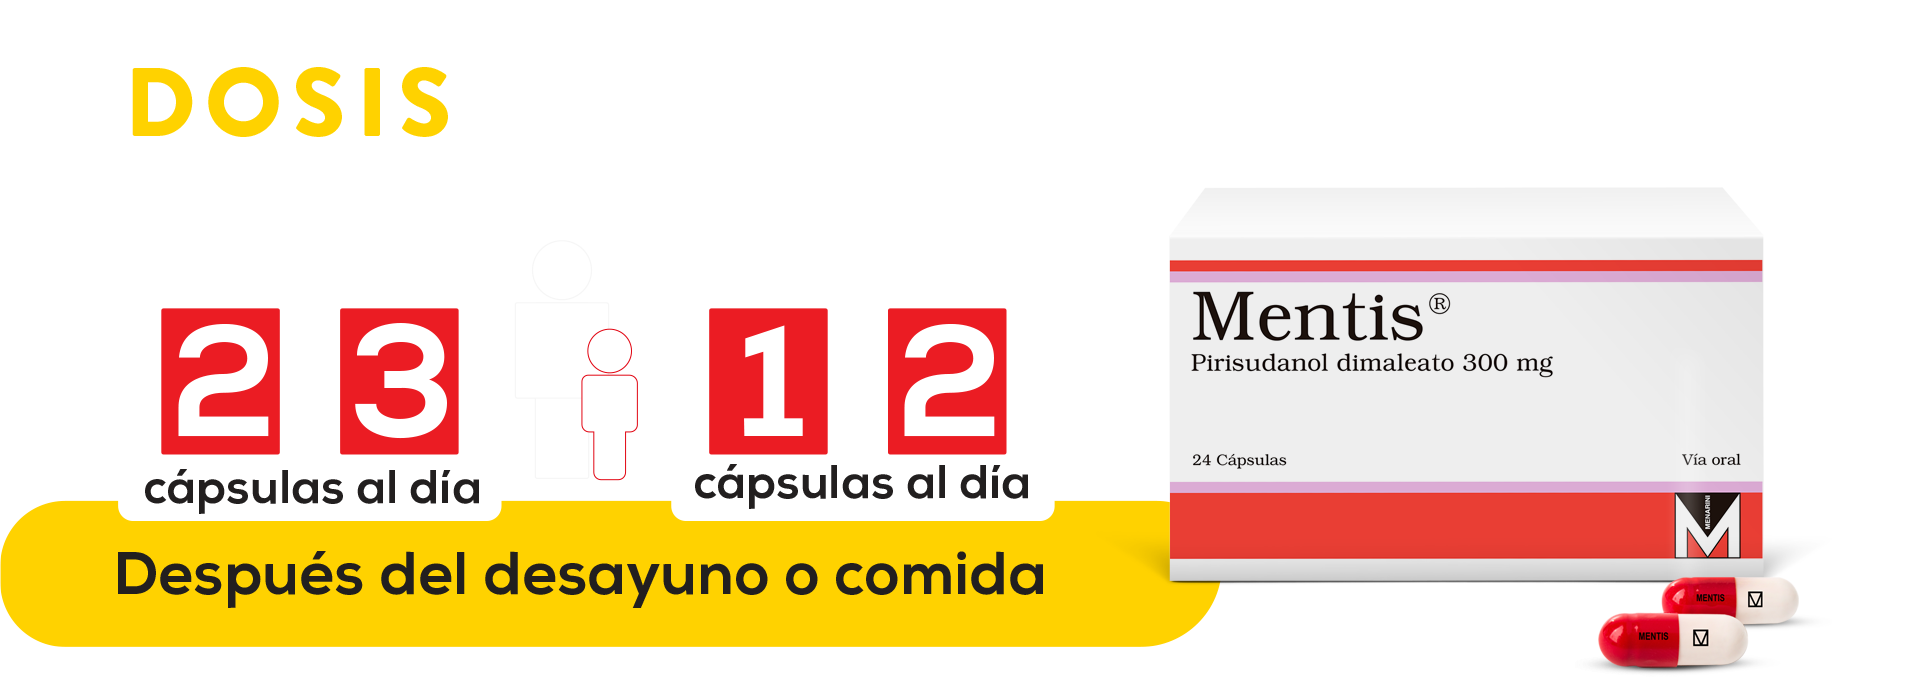 DOSIS
2 3
cápsulas al día
1 2
cápsulas al día
Después del desayuno o comida
Mentis®
Pirisudanol dimaleato 300 mg
24 Cápsulas
Vía oral
MENARINI
M
MENTIS
MENTIS